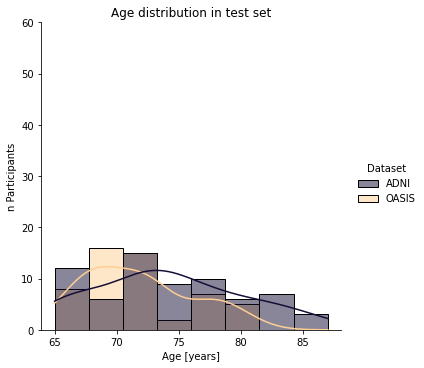 Age distribution in test set
60
50
40
30
20
10
0
n Participants
65 70 75 80 85
Age [years]
Dataset
ADNI
OASIS